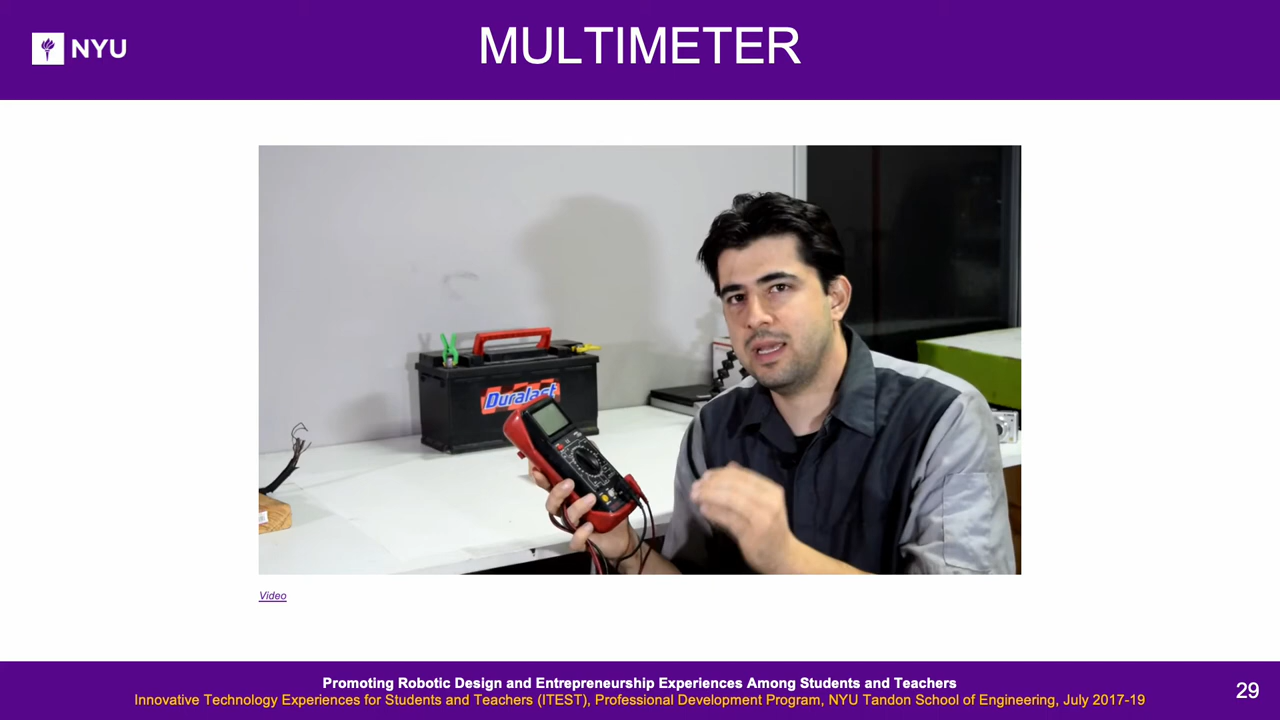 NYU
MULTIMETER
Duralast
Video
Promoting Robotic Design and Entrepreneurship Experiences Among Students and Teachers
Innovative Technology Experiences for Students and Teachers (ITEST), Professional Development Program, NYU Tandon School of Engineering, July 2017-19
29